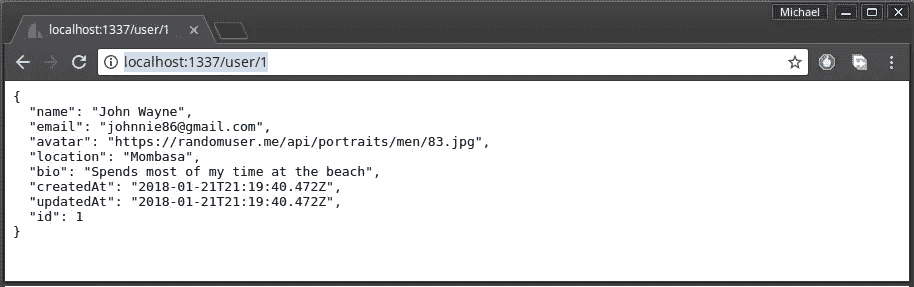 Michael
localhost:1337/user/1
localhost:1337/user/1
{
  "name": "John Wayne",
  "email": "johnnie86@gmail.com",
  "avatar": "https://randomuser.me/api/portraits/men/83.jpg",
  "location": "Mombasa",
  "bio": "Spends most of my time at the beach",
  "createdAt": "2018-01-21T21:19:40.472Z",
  "updatedAt": "2018-01-21T21:19:40.472Z",
  "id": 1
}